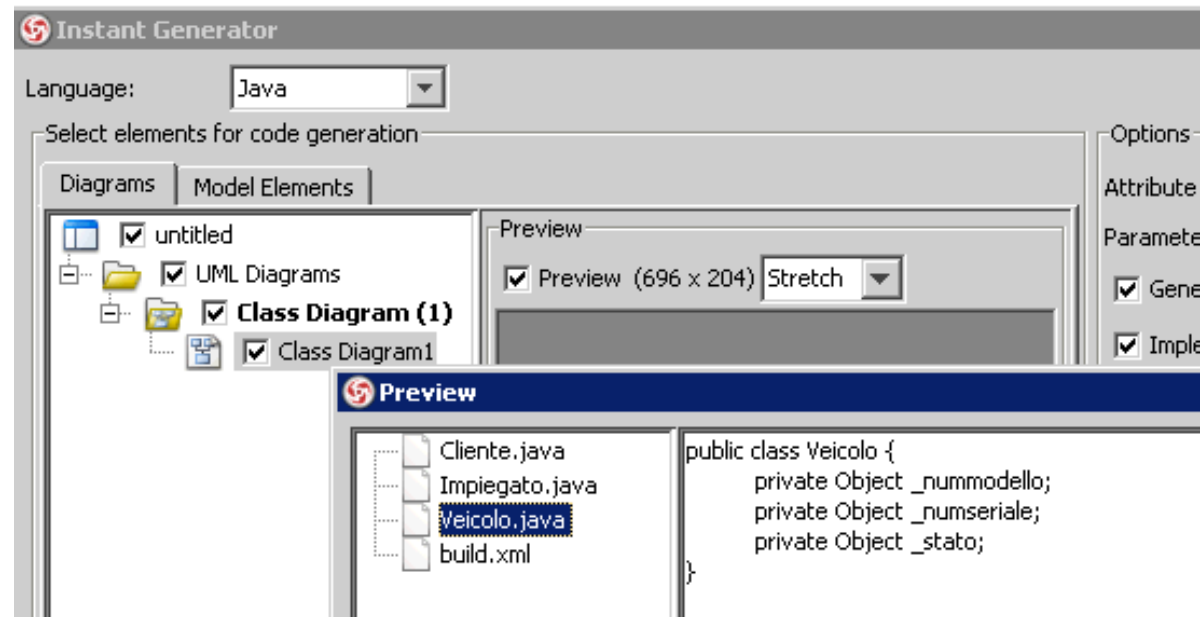 Instant Generator
Language: Java
Select elements for code generation
Options
Diagrams Model Elements
Attribute
untitled
Preview
UML Diagrams
Preview (696 x 204) Stretch
Class Diagram (1)
Class Diagram1
Preview
Cliente.java
Impiegato.java
Veicolo.java
build.xml
public class Veicolo {
private Object _nummodello;
private Object _numseriale;
private Object _stato;
}